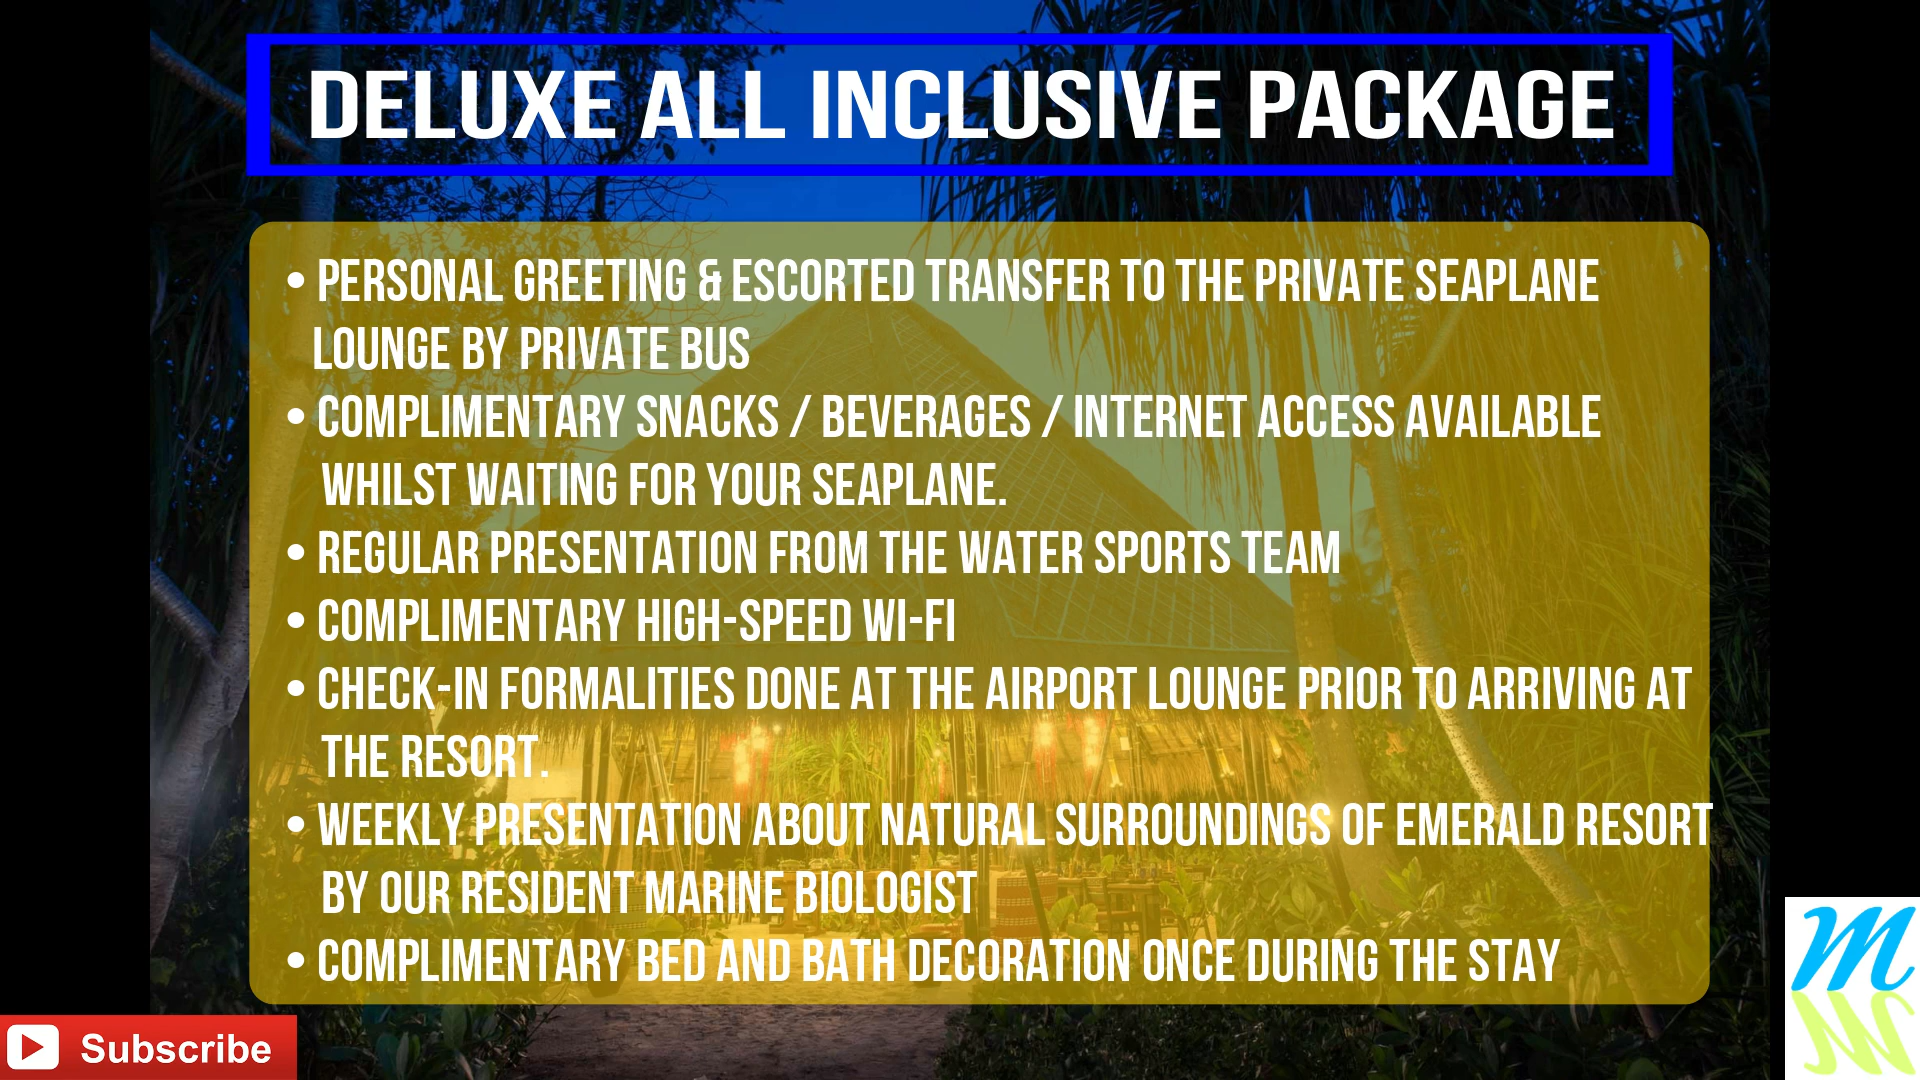 DELUXE ALL INCLUSIVE PACKAGE
• PERSONAL GREETING & ESCORTED TRANSFER TO THE PRIVATE SEAPLANE
LOUNGE BY PRIVATE BUS
• COMPLIMENTARY SNACKS / BEVERAGES / INTERNET ACCESS AVAILABLE
WHILST WAITING FOR YOUR SEAPLANE.
• REGULAR PRESENTATION FROM THE WATER SPORTS TEAM
• COMPLIMENTARY HIGH-SPEED WI-FI
• CHECK-IN FORMALITIES DONE AT THE AIRPORT LOUNGE PRIOR TO ARRIVING AT
THE RESORT.
• WEEKLY PRESENTATION ABOUT NATURAL SURROUNDINGS OF EMERALD RESORT
BY OUR RESIDENT MARINE BIOLOGIST
• COMPLIMENTARY BED AND BATH DECORATION ONCE DURING THE STAY
Subscribe
M